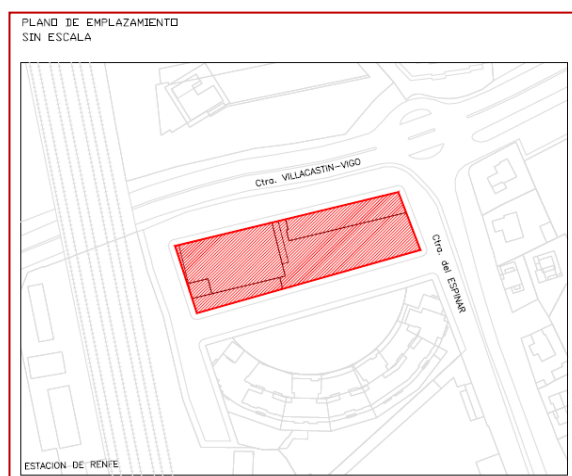 PLANO DE EMPLAZAMIENTO
SIN ESCALA
Ctra. VILLACASTIN-VIGO
Ctra. del ESPINAR
ESTACION DE RENFE